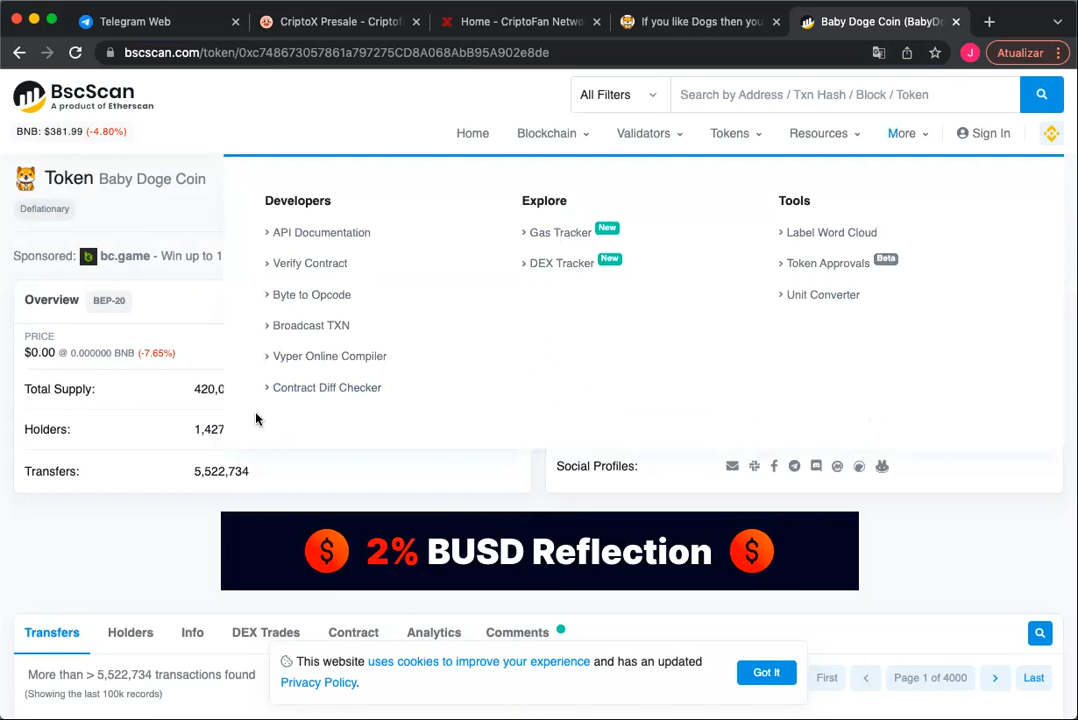 Telegram Web
CriptoX Presale - Criptof
Home - CriptoFan Netwo
If you like Dogs then you
Baby Doge Coin (BabyD
bscscan.com/token/0xc748673057861a797275CD8A068AbB95A902e8de
J
Atualizar
BscScan
A product of Etherscan
All Filters
Search by Address / Txn Hash / Block / Token
BNB: $381.99 (-4.80%)
Home
Blockchain
Validators
Tokens
Resources
More
Sign In
Token Baby Doge Coin
Deflationary
Sponsored: bc.game - Win up to 1
Overview BEP-20
PRICE
$0.00 @ 0.000000 BNB (-7.65%)
Total Supply: 420,0
Holders: 1,427
Transfers: 5,522,734
Developers
API Documentation
Verify Contract
Byte to Opcode
Broadcast TXN
Vyper Online Compiler
Contract Diff Checker
Explore
Gas Tracker New
DEX Tracker New
Tools
Label Word Cloud
Token Approvals Beta
Unit Converter
Social Profiles:
2% BUSD Reflection
Transfers
Holders
Info
DEX Trades
Contract
Analytics
Comments
This website uses cookies to improve your experience and has an updated
Privacy Policy.
Got It
More than > 5,522,734 transactions found
(Showing the last 100k records)
First
Page 1 of 4000
Last